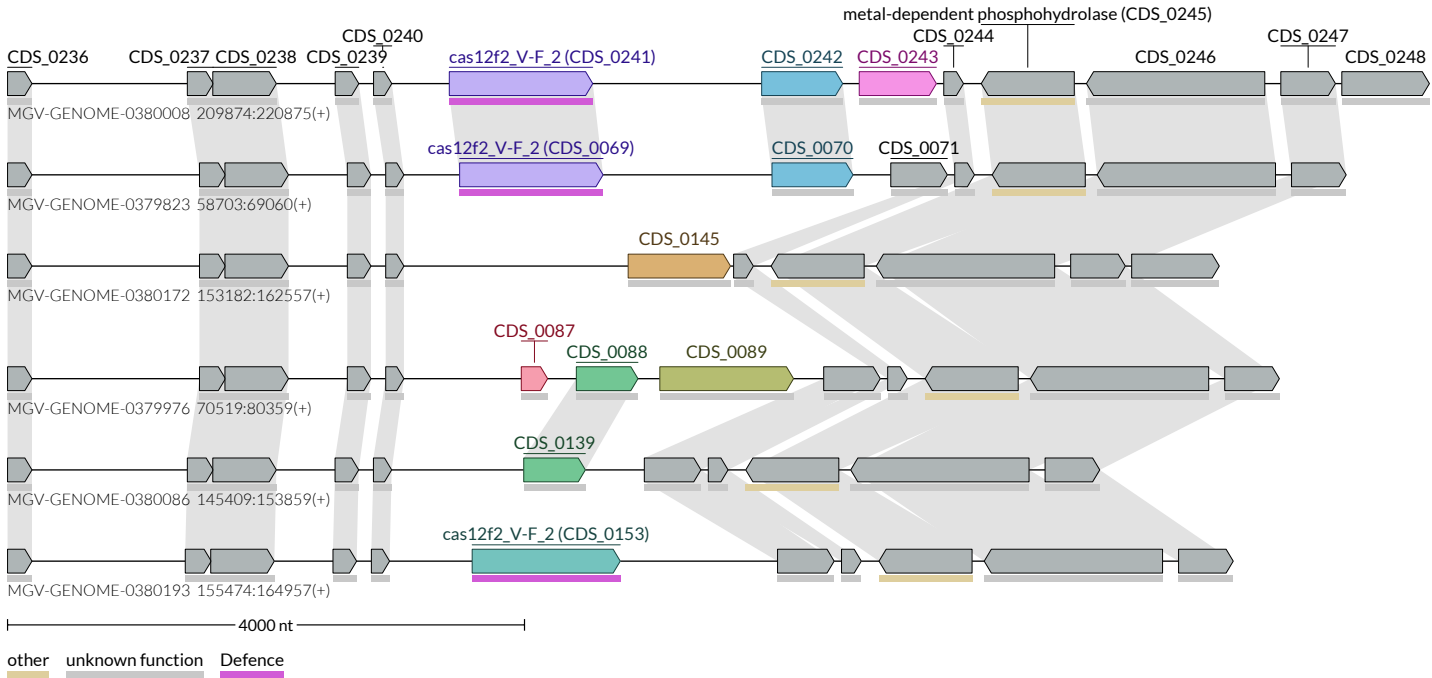 metal-dependent phosphohydrolase (CDS_0245)
CDS_0240 CDS_0244 CDS_0247
CDS_0236 CDS_0237 CDS_0238 CDS_0239 cas12f2_V-F_2 (CDS_0241) CDS_0242 CDS_0243 CDS_0246 CDS_0248
MGV-GENOME-0380008 209874:220875(+)
cas12f2_V-F_2 (CDS_0069) CDS_0070 CDS_0071
MGV-GENOME-0379823 58703:69060(+)
CDS_0145
MGV-GENOME-0380172 153182:162557(+)
CDS_0087
CDS_0088 CDS_0089
MGV-GENOME-0379976 70519:80359(+)
CDS_0139
MGV-GENOME-0380086 145409:153859(+)
cas12f2_V-F_2 (CDS_0153)
MGV-GENOME-0380193 155474:164957(+)
4000 nt
other unknown function Defence